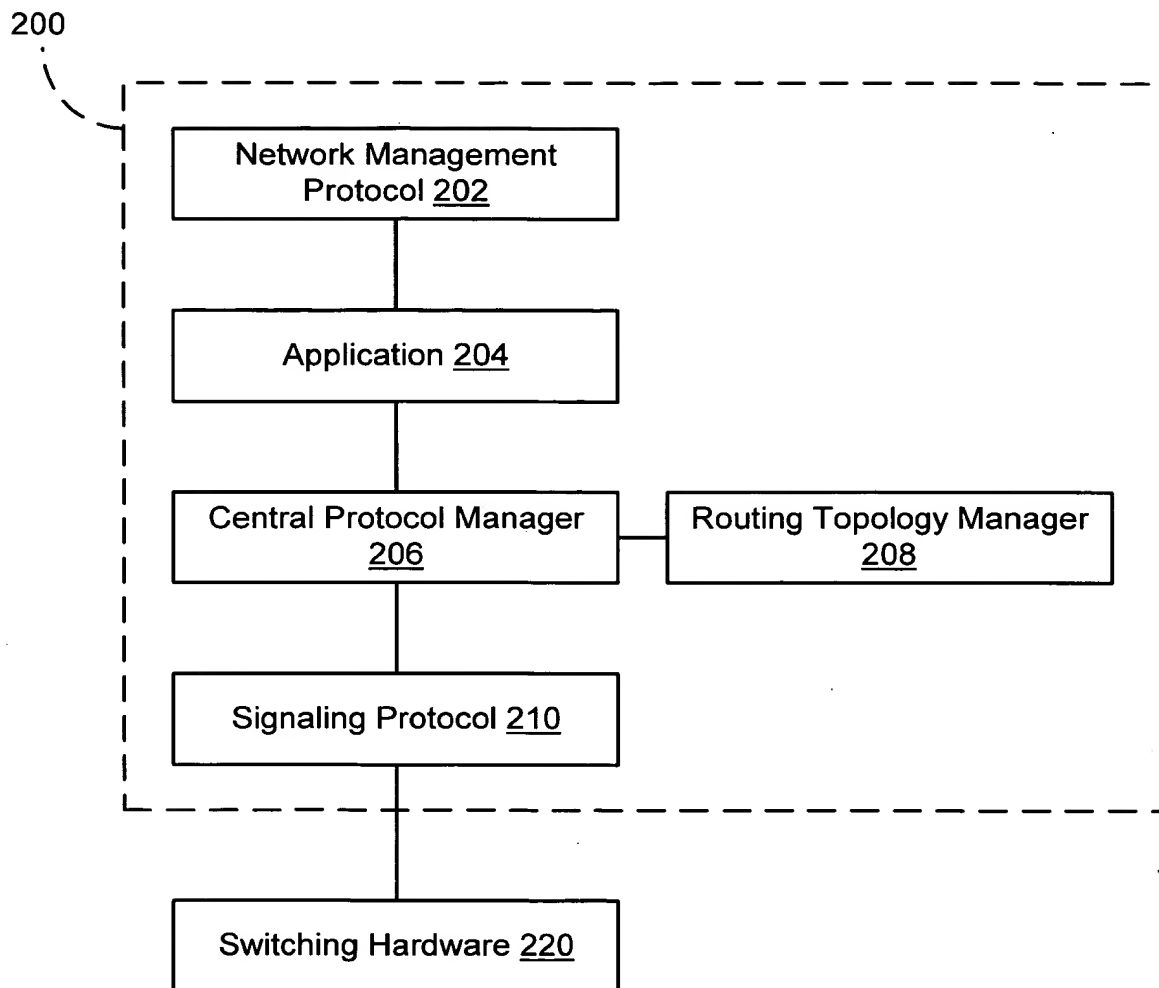 200
Network Management
Protocol 202
Application 204
Central Protocol Manager
206
Routing Topology Manager
208
Signaling Protocol 210
Switching Hardware 220